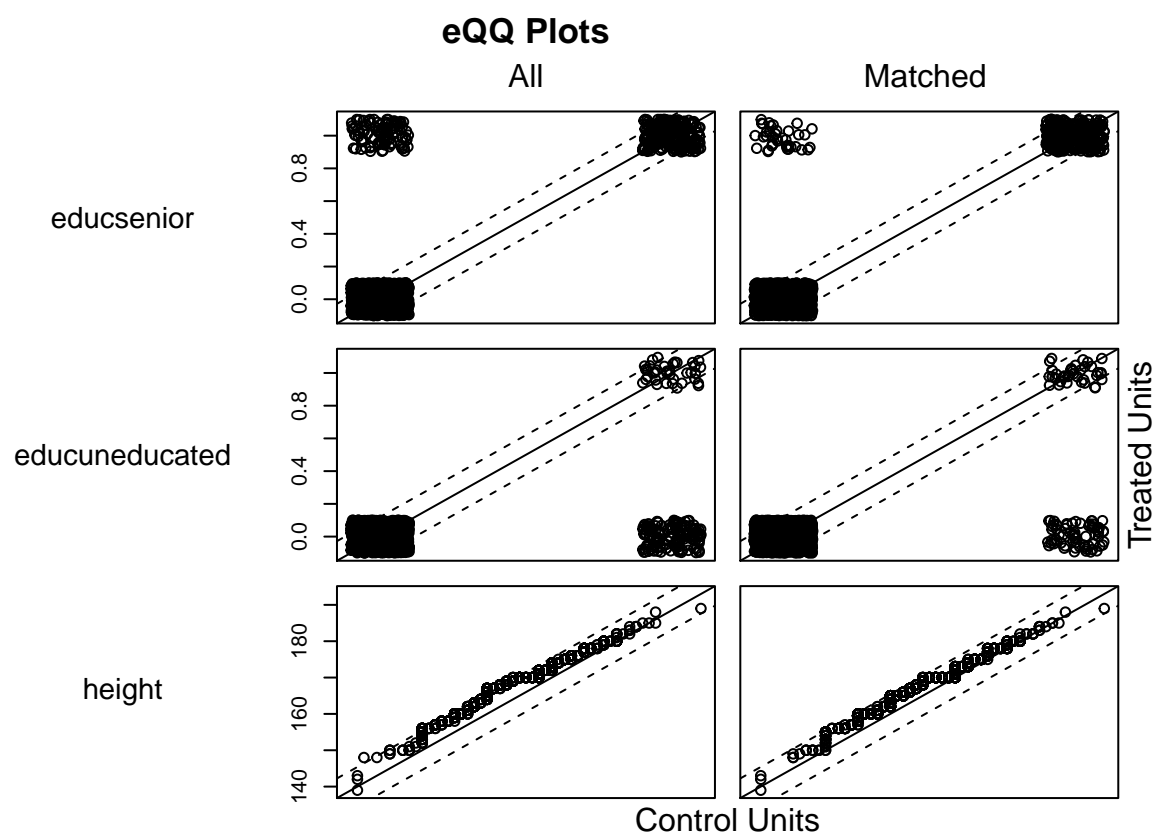 eQQ Plots
All Matched
educsenior
0.0 0.4 0.8
educuneducated
0.0 0.4 0.8
Treated Units
height
140 160 180
Control Units